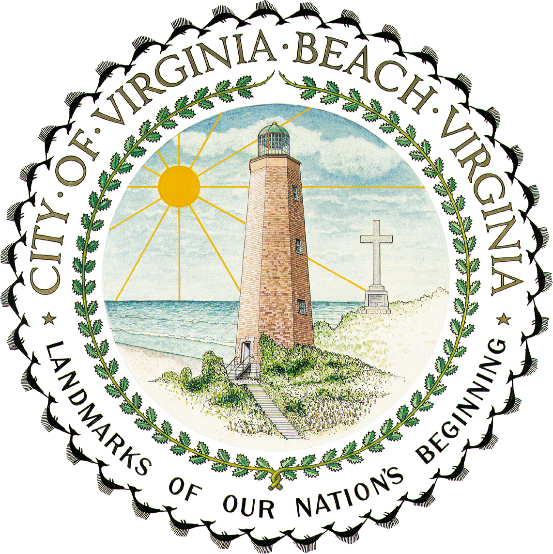 CITY·OF·VIRGINIA·BEACH·VIRGINIA
LANDMARKS OF OUR NATION'S BEGINNING